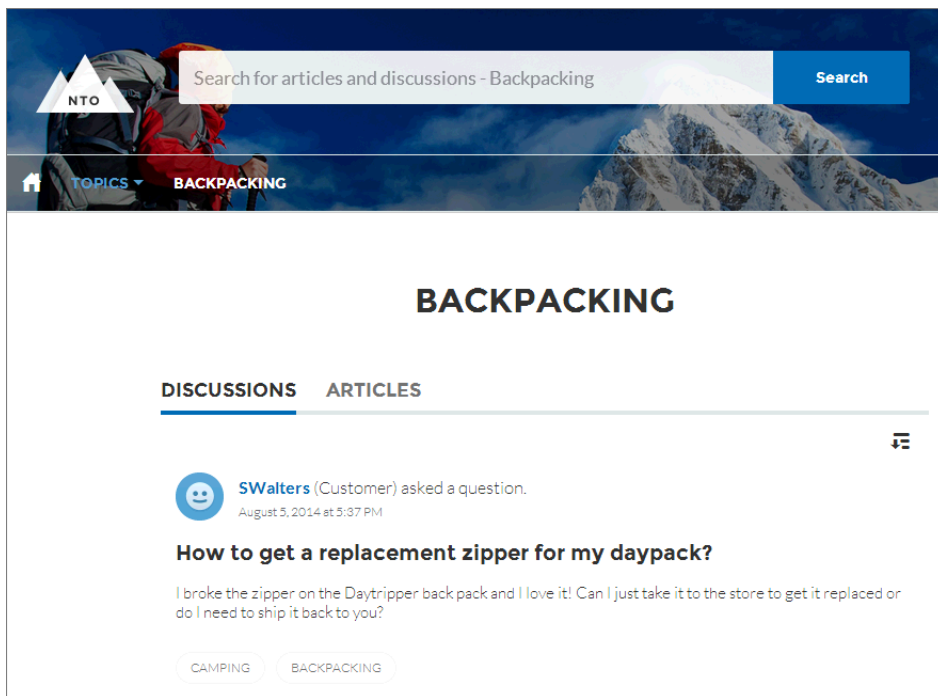 NTO
Search for articles and discussions - Backpacking
Search
TOPICS
BACKPACKING
BACKPACKING
DISCUSSIONS
ARTICLES
SWalters (Customer) asked a question.
August 5, 2014 at 5:37 PM
How to get a replacement zipper for my daypack?
I broke the zipper on the Daytripper back pack and I love it! Can I just take it to the store to get it replaced or
do I need to ship it back to you?
CAMPING
BACKPACKING